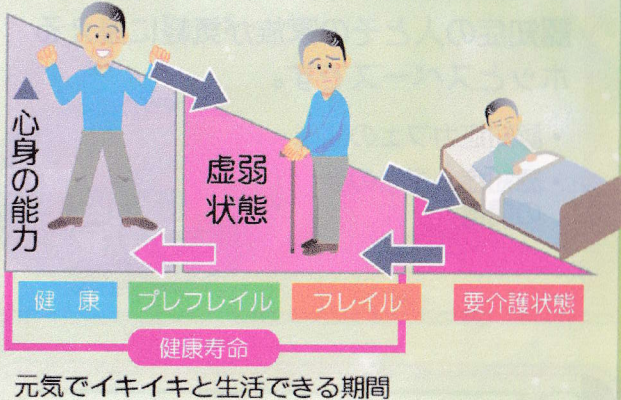 ▲心身の能力
虚弱
状態
健 康
プレフレイル
フレイル
要介護状態
健康寿命
元気でイキイキと生活できる期間